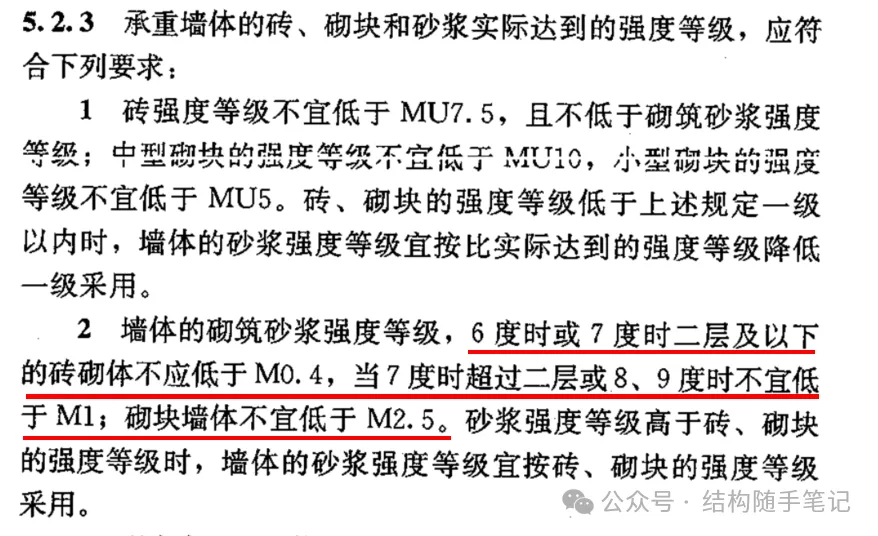 5.2.3 承重墙体的砖、砌块和砂浆实际达到的强度等级，应符
合下列要求：
1 砖强度等级不宜低于 MU7.5，且不低于砌筑砂浆强度
等级；中型砌块的强度等级不宜低于 MU10，小型砌块的强度
等级不宜低于 MU5。砖、砌块的强度等级低于上述规定一级
以内时，墙体的砂浆强度等级宜按比实际达到的强度等级降低
一级采用。
2 墙体的砌筑砂浆强度等级，6 度时或 7 度时二层及以下
的砖砌体不应低于 M0.4，当 7 度时超过二层或 8、9 度时不宜低
于 M1；砌块墙体不宜低于 M2.5。砂浆强度等级高于砖、砌块
的强度等级时，墙体的砂浆强度等级宜按砖、砌块的强度等级
采用。
公众号 · 结构随手笔记